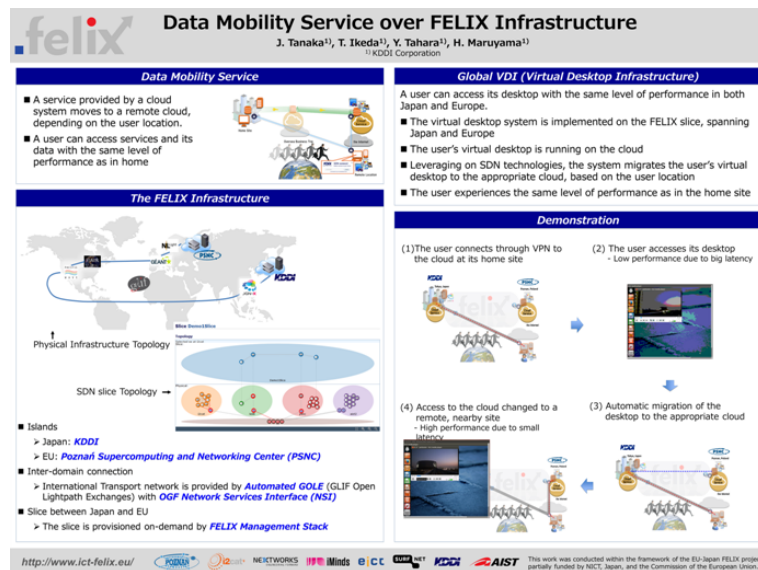 felix
Data Mobility Service over FELIX Infrastructure
J. Tanaka1), T. Ikeda1), Y. Tahara1), H. Maruyama1)
1) KDDI Corporation
Data Mobility Service
■ A service provided by a cloud
system moves to a remote cloud,
depending on the user location.
■ A user can access services and its
data with the same level of
performance as in home
The FELIX Infrastructure
NL
GÉANT
PSNC
KDDI
Physical Infrastructure Topology
Slice Demo1Slice
Topology
SDN slice Topology
■ Islands
➢ Japan: KDDI
➢ EU: Poznań Supercomputing and Networking Center (PSNC)
■ Inter-domain connection
➢ International Transport network is provided by Automated GOLE (GLIF Open
Lightpath Exchanges) with OGF Network Services Interface (NSI)
■ Slice between Japan and EU
➢ The slice is provisioned on-demand by FELIX Management Stack
Global VDI (Virtual Desktop Infrastructure)
A user can access its desktop with the same level of performance in both
Japan and Europe.
■ The virtual desktop system is implemented on the FELIX slice, spanning
Japan and Europe
■ The user's virtual desktop is running on the cloud
■ Leveraging on SDN technologies, the system migrates the user's virtual
desktop to the appropriate cloud, based on the user location
■ The user experiences the same level of performance as in the home site
Demonstration
(1)The user connects through VPN to
the cloud at its home site
KDDI
PSNC
felix
(2) The user accesses its desktop
- Low performance due to big latency
(4) Access to the cloud changed to a
remote, nearby site
- High performance due to small
latency
PSNC
(3) Automatic migration of the
desktop to the appropriate cloud
KDDI
PSNC
felix
http://www.ict-felix.eu/
POZNAN
i2cat
NEXTWORKS
iMinds
eict
SURF NET
KDDI
AIST
This work was conducted within the framework of the EU-Japan FELIX proje
partially funded by NICT, Japan, and the Commission of the European Union.